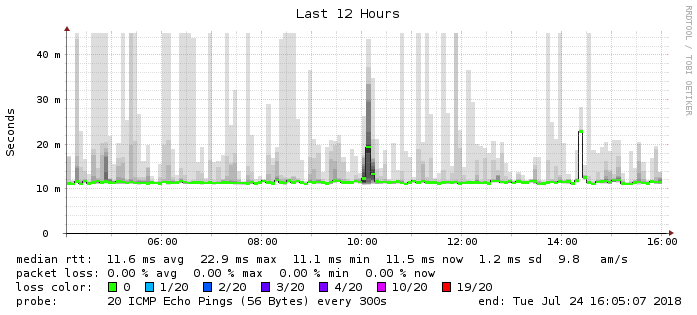 Last 12 Hours
RRDTOOL / TOBI OETIKER
Seconds
40 m
30 m
20 m
10 m
0
06:00 08:00 10:00 12:00 14:00 16:00
median rtt: 11.6 ms avg 22.9 ms max 11.1 ms min 11.5 ms now 1.2 ms sd 9.8 am/s
packet loss: 0.00 % avg 0.00 % max 0.00 % min 0.00 % now
loss color: 0 1/20 2/20 3/20 4/20 10/20 19/20
probe: 20 ICMP Echo Pings (56 Bytes) every 300s end: Tue Jul 24 16:05:07 2018